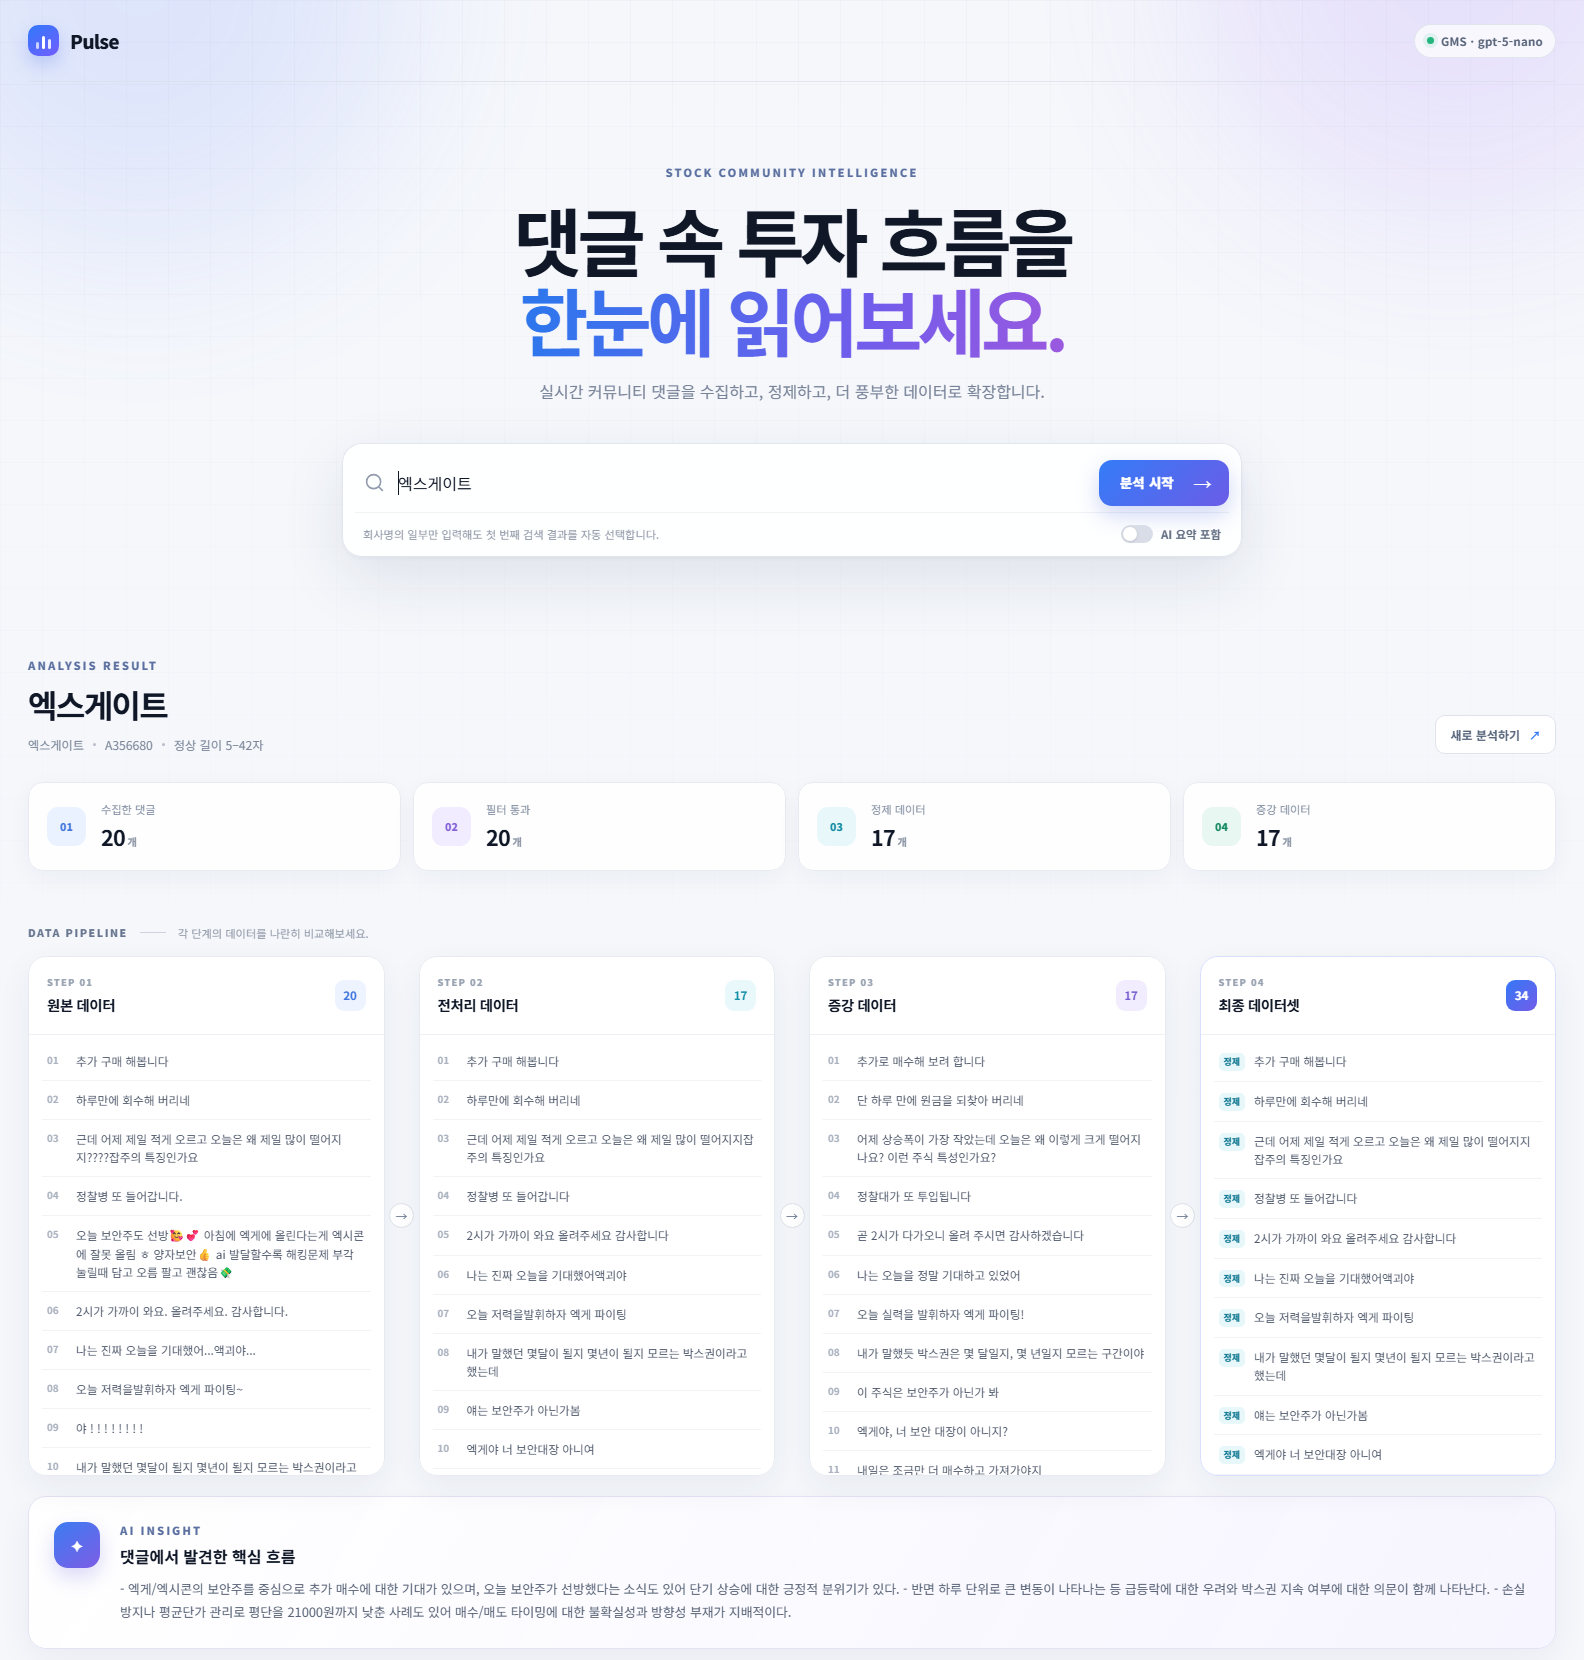 Pulse
GMS · gpt-5-nano
STOCK COMMUNITY INTELLIGENCE
댓글 속 투자 흐름을
한눈에 읽어보세요.
실시간 커뮤니티 댓글을 수집하고, 정제하고, 더 풍부한 데이터로 확장합니다.
엑스게이트
분석 시작 →
회사명의 일부만 입력해도 첫 번째 검색 결과를 자동 선택합니다.
AI 요약 포함
ANALYSIS RESULT
엑스게이트
엑스게이트 • A356680 • 정상 길이 5–42자
새로 분석하기 ↗
01
수집한 댓글
20개
02
필터 통과
20개
03
정제 데이터
17개
04
증강 데이터
17개
DATA PIPELINE
각 단계의 데이터를 나란히 비교해보세요.
STEP 01
원본 데이터
20
01 추가 구매 해봅니다
02 하루만에 회수해 버리네
03 근데 어제 제일 적게 오르고 오늘은 왜 제일 많이 떨어지
지????잡주의 특징인가요
04 정찰병 또 들어갑니다.
05 오늘 보안주도 선방🥰💕 아침에 엑게에 올린다는게 엑시콘
에 잘못 올림 ㅎ 양자보안👍 ai 발달할수록 해킹문제 부각
눌릴때 담고 오름 팔고 괜찮음💸
06 2시가 가까이 와요. 올려주세요. 감사합니다.
07 나는 진짜 오늘을 기대했어...액괴야...
08 오늘 저력을발휘하자 엑게 파이팅~
09 야 ! ! ! ! ! ! ! !
10 내가 말했던 몇달이 될지 몇년이 될지 모르는 박스권이라고
→
STEP 02
전처리 데이터
17
01 추가 구매 해봅니다
02 하루만에 회수해 버리네
03 근데 어제 제일 적게 오르고 오늘은 왜 제일 많이 떨어지지잡
주의 특징인가요
04 정찰병 또 들어갑니다
05 2시가 가까이 와요 올려주세요 감사합니다
06 나는 진짜 오늘을 기대했어액괴야
07 오늘 저력을발휘하자 엑게 파이팅
08 내가 말했던 몇달이 될지 몇년이 될지 모르는 박스권이라고
했는데
09 얘는 보안주가 아닌가봄
10 엑게야 너 보안대장 아니여
→
STEP 03
증강 데이터
17
01 추가로 매수해 보려 합니다
02 단 하루 만에 원금을 되찾아 버리네
03 어제 상승폭이 가장 작았는데 오늘은 왜 이렇게 크게 떨어지
나요? 이런 주식 특성인가요?
04 정찰대가 또 투입됩니다
05 곧 2시가 다가오니 올려 주시면 감사하겠습니다
06 나는 오늘을 정말 기대하고 있었어
07 오늘 실력을 발휘하자 엑게 파이팅!
08 내가 말했듯 박스권은 몇 달일지, 몇 년일지 모르는 구간이야
09 이 주식은 보안주가 아닌가 봐
10 엑게야, 너 보안 대장이 아니지?
11 내일은 조금만 더 매수하고 가져가야지
→
STEP 04
최종 데이터셋
34
정제 추가 구매 해봅니다
정제 하루만에 회수해 버리네
정제 근데 어제 제일 적게 오르고 오늘은 왜 제일 많이 떨어지지
잡주의 특징인가요
정제 정찰병 또 들어갑니다
정제 2시가 가까이 와요 올려주세요 감사합니다
정제 나는 진짜 오늘을 기대했어액괴야
정제 오늘 저력을발휘하자 엑게 파이팅
정제 내가 말했던 몇달이 될지 몇년이 될지 모르는 박스권이라고
했는데
정제 얘는 보안주가 아닌가봄
정제 엑게야 너 보안대장 아니여
AI INSIGHT
댓글에서 발견한 핵심 흐름
- 엑게/엑시콘의 보안주를 중심으로 추가 매수에 대한 기대가 있으며, 오늘 보안주가 선방했다는 소식도 있어 단기 상승에 대한 긍정적 분위기가 있다. - 반면 하루 단위로 큰 변동이 나타나는 등 급등락에 대한 우려와 박스권 지속 여부에 대한 의문이 함께 나타난다. - 손실
방지나 평균단가 관리로 평단을 21000원까지 낮춘 사례도 있어 매수/매도 타이밍에 대한 불확실성과 방향성 부재가 지배적이다.